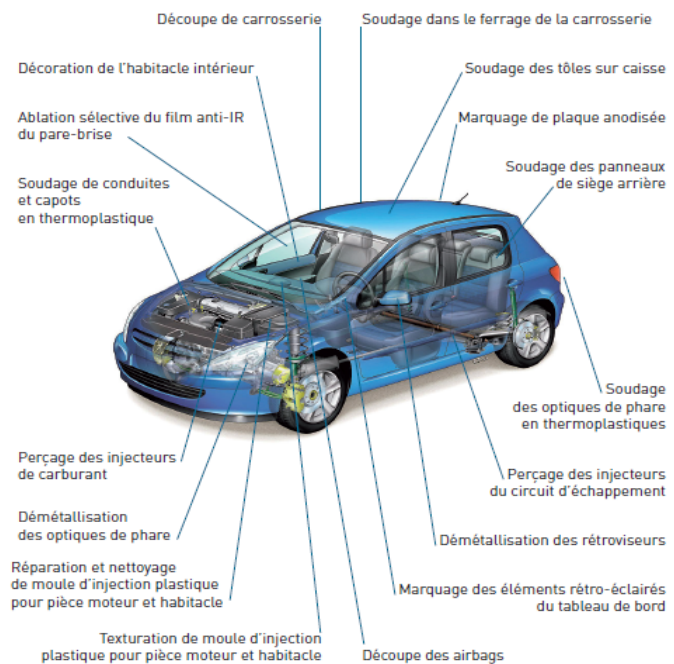 Découpe de carrosserie
Soudage dans le ferrage de la carrosserie
Décoration de l'habitacle intérieur
Soudage des tôles sur caisse
Ablation sélective du film anti-IR
du pare-brise
Marquage de plaque anodisée
Soudage des panneaux
de siège arrière
Soudage de conduites
et capots
en thermoplastique
Soudage
des optiques de phare
en thermoplastiques
Perçage des injecteurs
de carburant
Perçage des injecteurs
du circuit d'échappement
Démétallisation
des optiques de phare
Démétallisation des rétroviseurs
Réparation et nettoyage
de moule d'injection plastique
pour pièce moteur et habitacle
Marquage des éléments rétro-éclairés
du tableau de bord
Texturation de moule d'injection
plastique pour pièce moteur et habitacle
Découpe des airbags